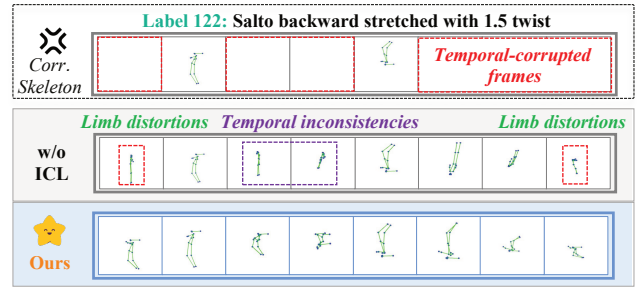 Label 122: Salto backward stretched with 1.5 twist
Corr.
Skeleton
Temporal-corrupted
frames
Limb distortions Temporal inconsistencies Limb distortions
w/o
ICL
Ours